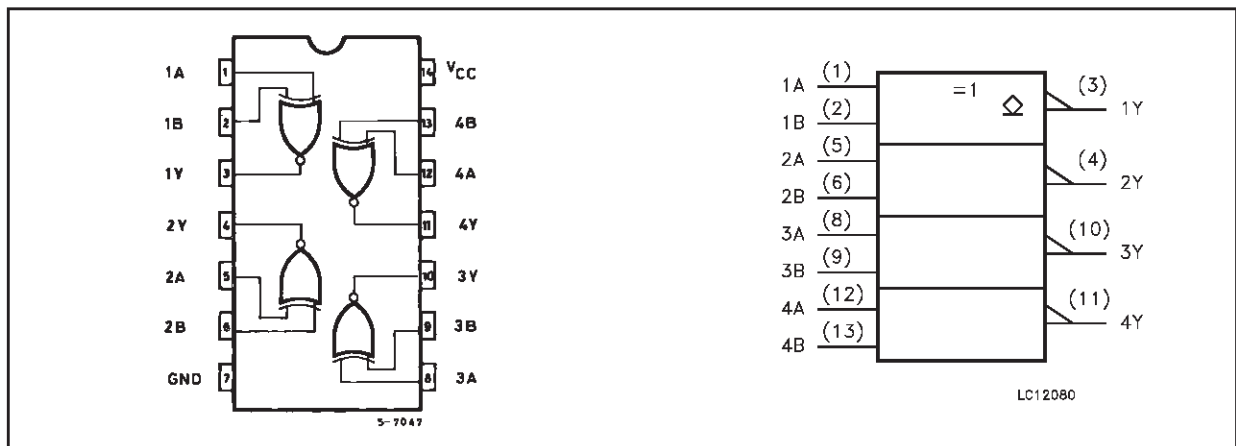 1A 1 14 VCC
1B 2 13 4B
1Y 3 12 4A
2Y 4 11 4Y
2A 5 10 3Y
2B 6 9 3B
GND 7 8 3A
S-7047
1A (1) =1 (3) 1Y
1B (2)
2A (5) (4) 2Y
2B (6)
3A (8) (10) 3Y
3B (9)
4A (12) (11) 4Y
4B (13)
LC12080